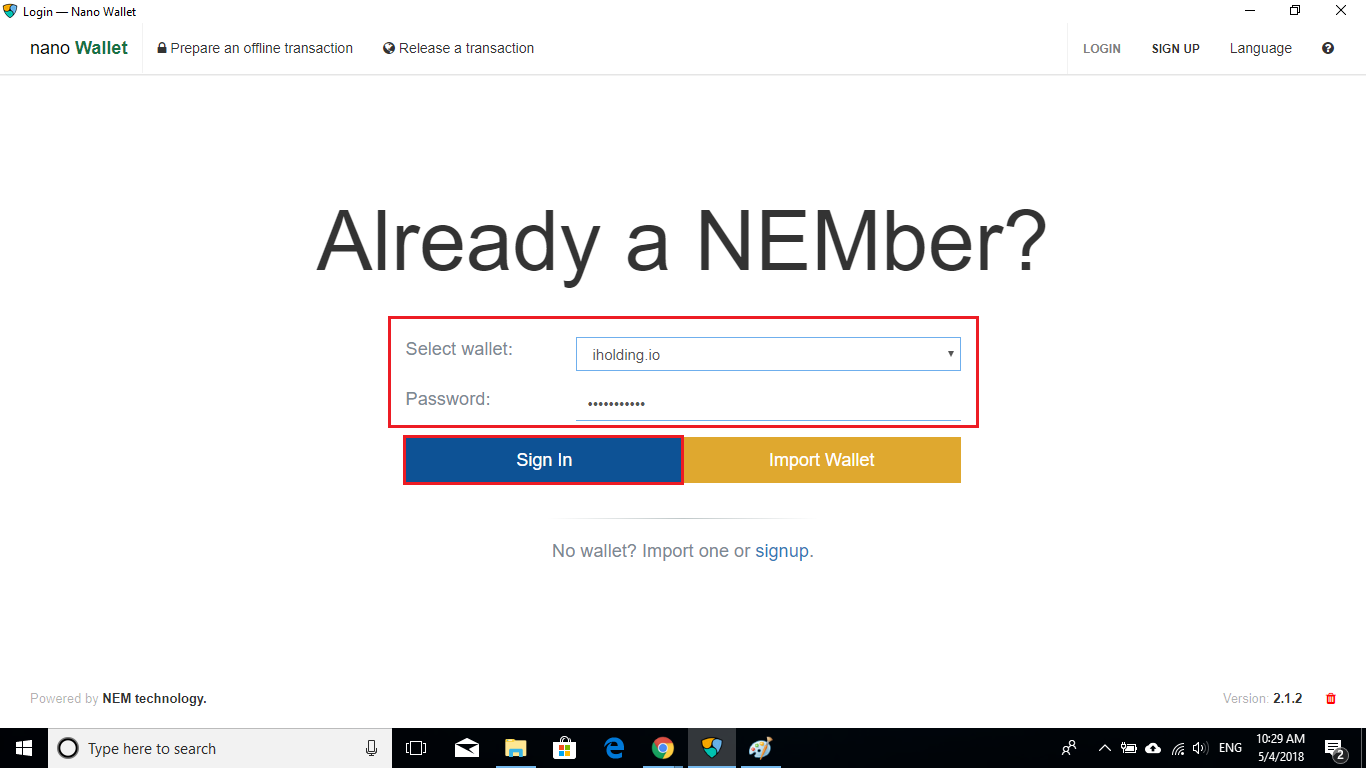 Login — Nano Wallet
nano Wallet Prepare an offline transaction Release a transaction LOGIN SIGN UP Language
Already a NEMber?
Select wallet: iholding.io
Password: •••••••••••
Sign In Import Wallet
No wallet? Import one or signup.
Powered by NEM technology. Version: 2.1.2
Type here to search ENG 10:29 AM
5/4/2018 2